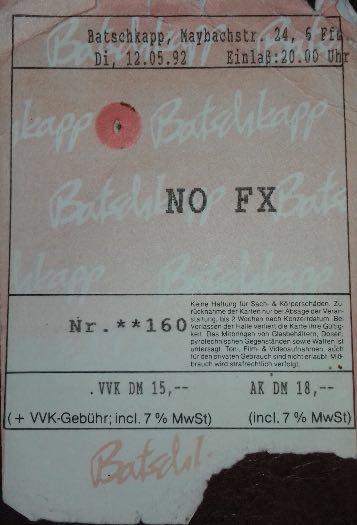 Batschkapp, Maybachstr. 24, 6 Ffm
Di, 12.05.92 Einlaß:20.00 Uhr
Batschkapp
NO FX
Nr.**160
Keine Haftung für Sach- & Körperschäden. Zu-
rücknahme der Karten nur bei Absage der Veran-
staltung, bis 2 Wochen nach Konzertdatum. Bei
Verlassen der Halle verliert die Karte ihre Gültig-
keit. Das Mitbringen von Glasbehältern, Dosen,
pyrotechnischen Gegenständen sowie Waffen ist
untersagt. Ton-, Film- & Videoaufnahmen, auch
für den privaten Gebrauch sind nicht erlaubt. Miß-
brauch wird strafrechtlich verfolgt.
.VVK DM 15,-- AK DM 18,--
(+ VVK-Gebühr; incl. 7 % MwSt) (incl. 7 % MwSt)